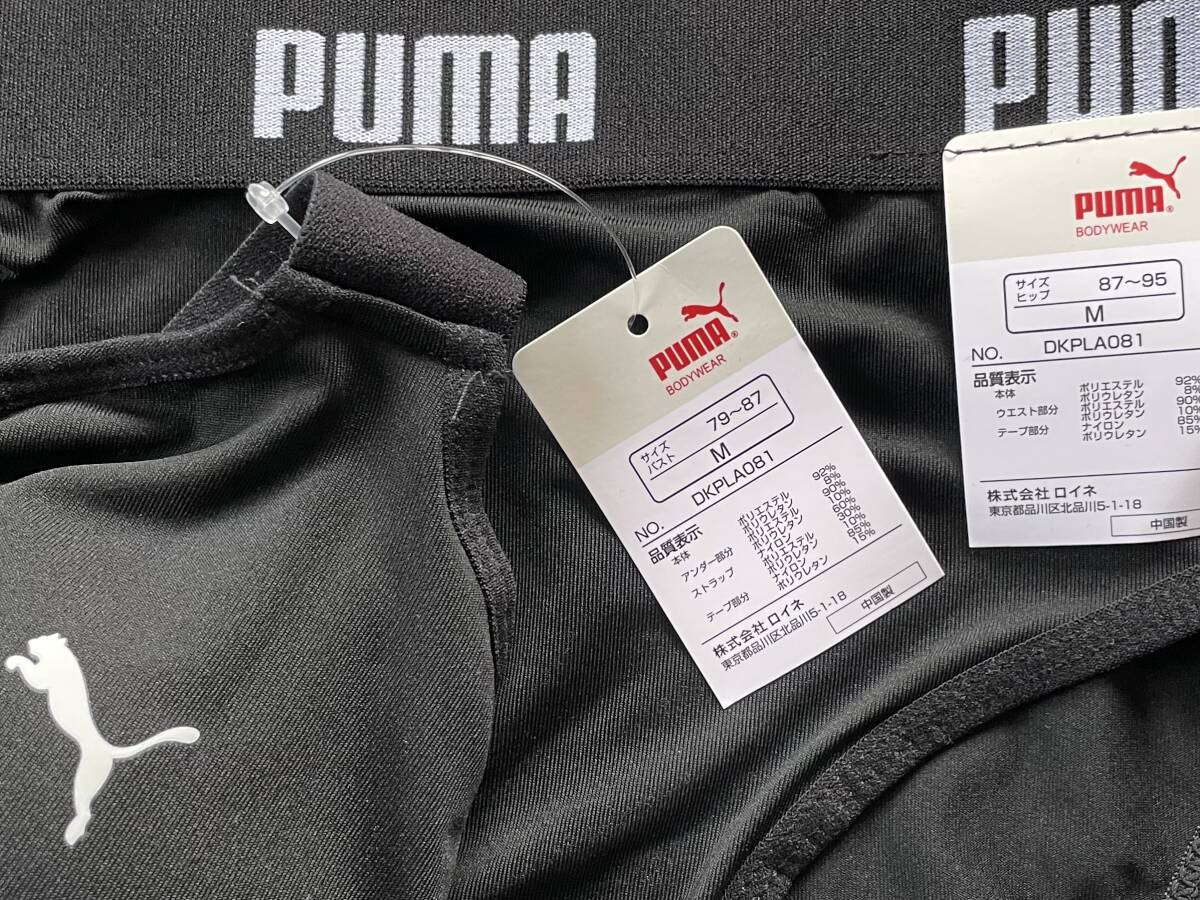 PUMA
PUM
PUMA®
BODYWEAR
サイズ
バスト
79〜87
M
NO. DKPLA081
品質表示
本体 ポリエステル 92%
ポリウレタン 8%
アンダー部分 ポリエステル 90%
ポリウレタン 10%
ストラップ ナイロン 60%
ポリエステル 30%
ポリウレタン 10%
テープ部分 ナイロン 85%
ポリウレタン 15%
株式会社 ロイネ
東京都品川区北品川5-1-18
中国製
PUMA®
BODYWEAR
サイズ
ヒップ
87〜95
M
NO. DKPLA081
品質表示
本体 ポリエステル 92%
ポリウレタン 8%
ウエスト部分 ポリエステル 90%
ポリウレタン 10%
テープ部分 ナイロン 85%
ポリウレタン 15%
株式会社 ロイネ
東京都品川区北品川5-1-18
中国製